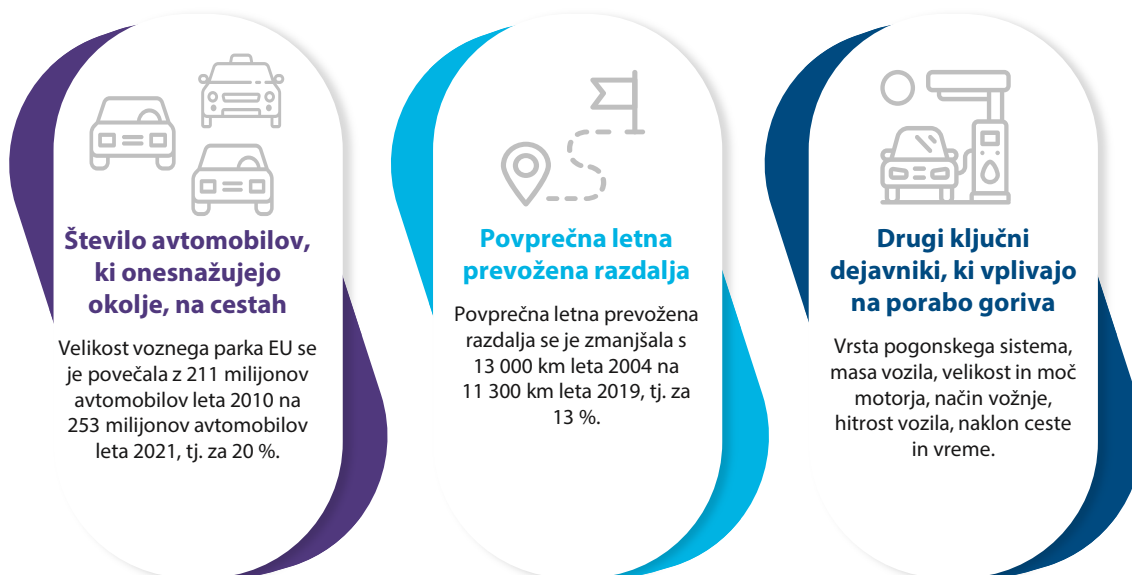 Število avtomobilov,
ki onesnažujejo
okolje, na cestah
Velikost voznega parka EU se
je povečala z 211 milijonov
avtomobilov leta 2010 na
253 milijonov avtomobilov
leta 2021, tj. za 20 %.
Povprečna letna
prevožena razdalja
Povprečna letna prevožena
razdalja se je zmanjšala s
13 000 km leta 2004 na
11 300 km leta 2019, tj. za
13 %.
Drugi ključni
dejavniki, ki vplivajo
na porabo goriva
Vrsta pogonskega sistema,
masa vozila, velikost in moč
motorja, način vožnje,
hitrost vozila, naklon ceste
in vreme.